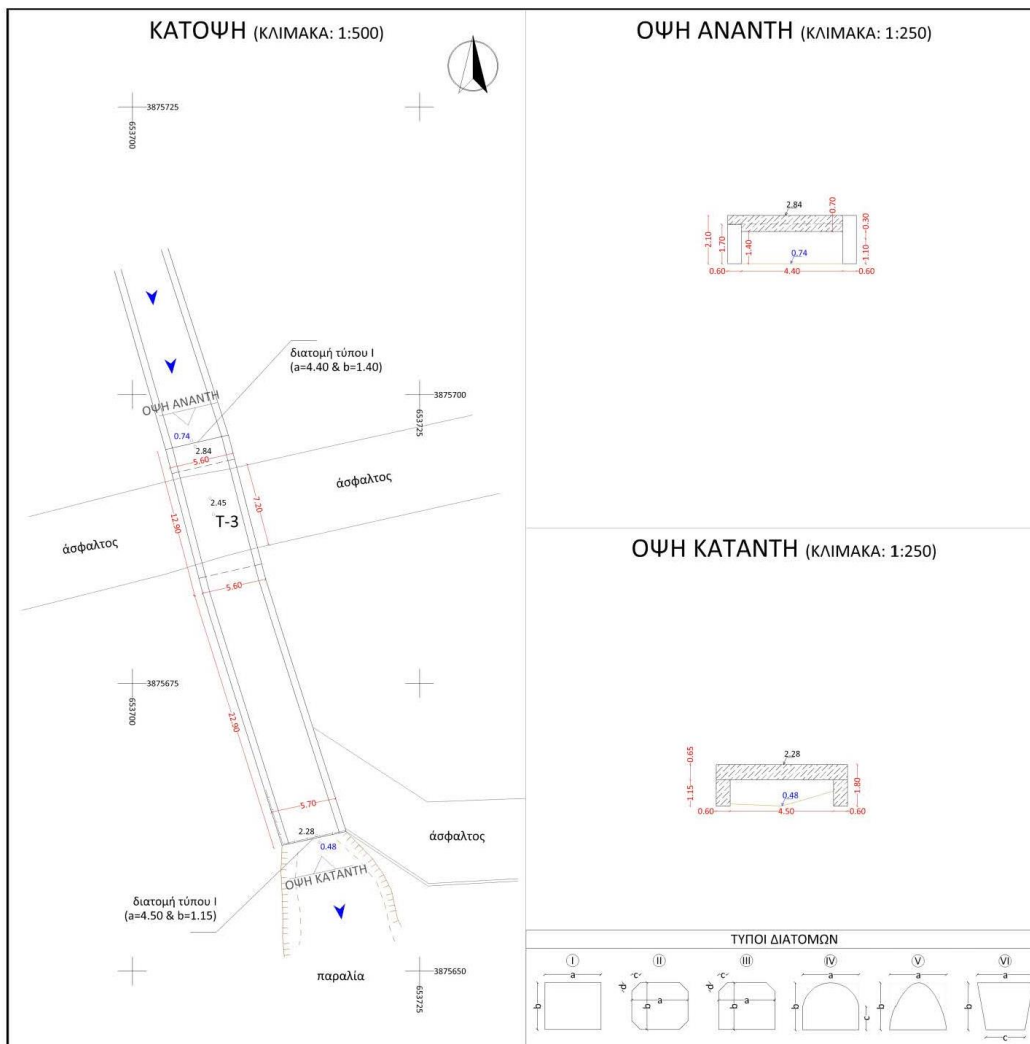 ΚΑΤΟΨΗ (ΚΛΙΜΑΚΑ: 1:500)
3875725
653700
διατομή τύπου Ι
(a=4.40 & b=1.40)
ΟΨΗ ΑΝΑΝΤΗ
3875700
653725
0.74
2.84
5.60
άσφαλτος
7.20
2.45
Τ-3
12.90
άσφαλτος
5.60
3875675
653700
22.90
5.70
2.28
0.48
άσφαλτος
ΟΨΗ ΚΑΤΑΝΤΗ
διατομή τύπου Ι
(a=4.50 & b=1.15)
παραλία
3875650
653725
ΟΨΗ ΑΝΑΝΤΗ (ΚΛΙΜΑΚΑ: 1:250)
2.84
0.70
0.30
2.10
1.70
1.40
1.10
0.74
0.60
4.40
0.60
ΟΨΗ ΚΑΤΑΝΤΗ (ΚΛΙΜΑΚΑ: 1:250)
0.65
2.28
1.15
1.80
0.48
0.60
4.50
0.60
ΤΥΠΟΙ ΔΙΑΤΟΜΩΝ
I II III IV V VI
a c c a a a
d d
b b a b a b c b b
c